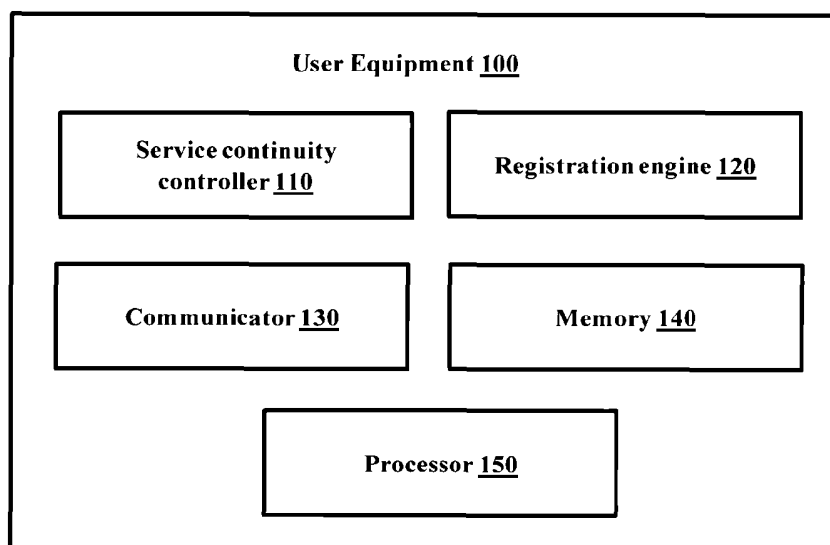 User Equipment 100
Service continuity
controller 110
Registration engine 120
Communicator 130
Memory 140
Processor 150